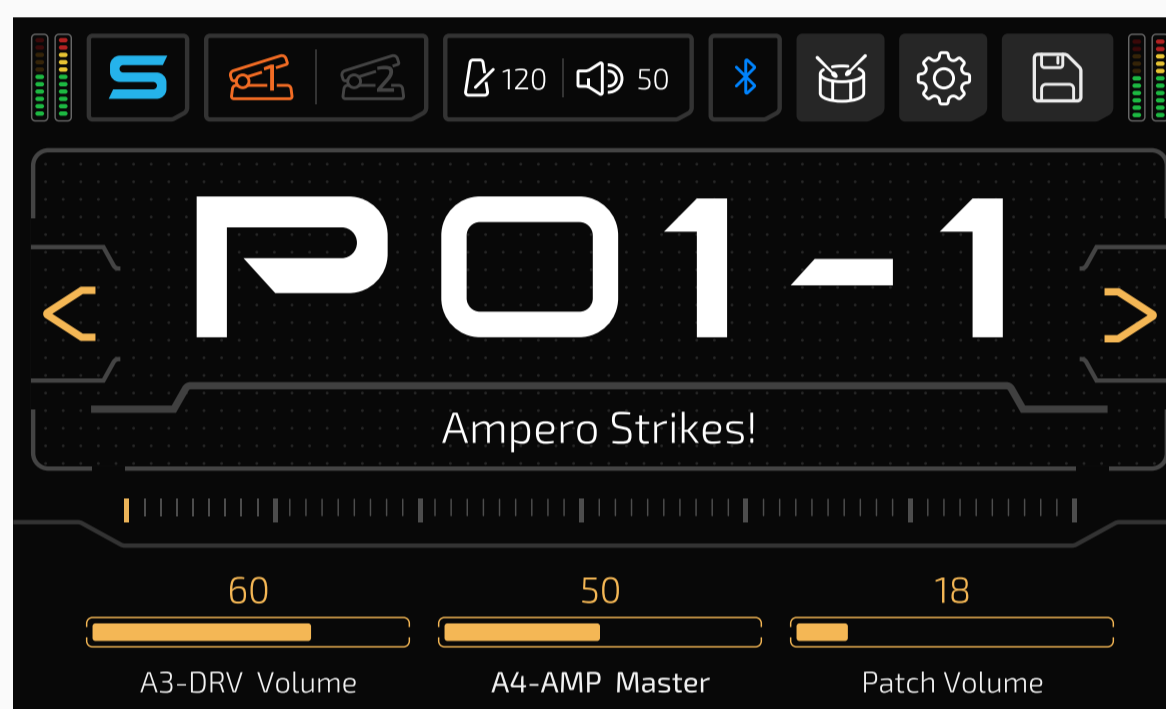 S 1 2 120 50
P01-1
Ampero Strikes!
60 50 18
A3-DRV Volume A4-AMP Master Patch Volume